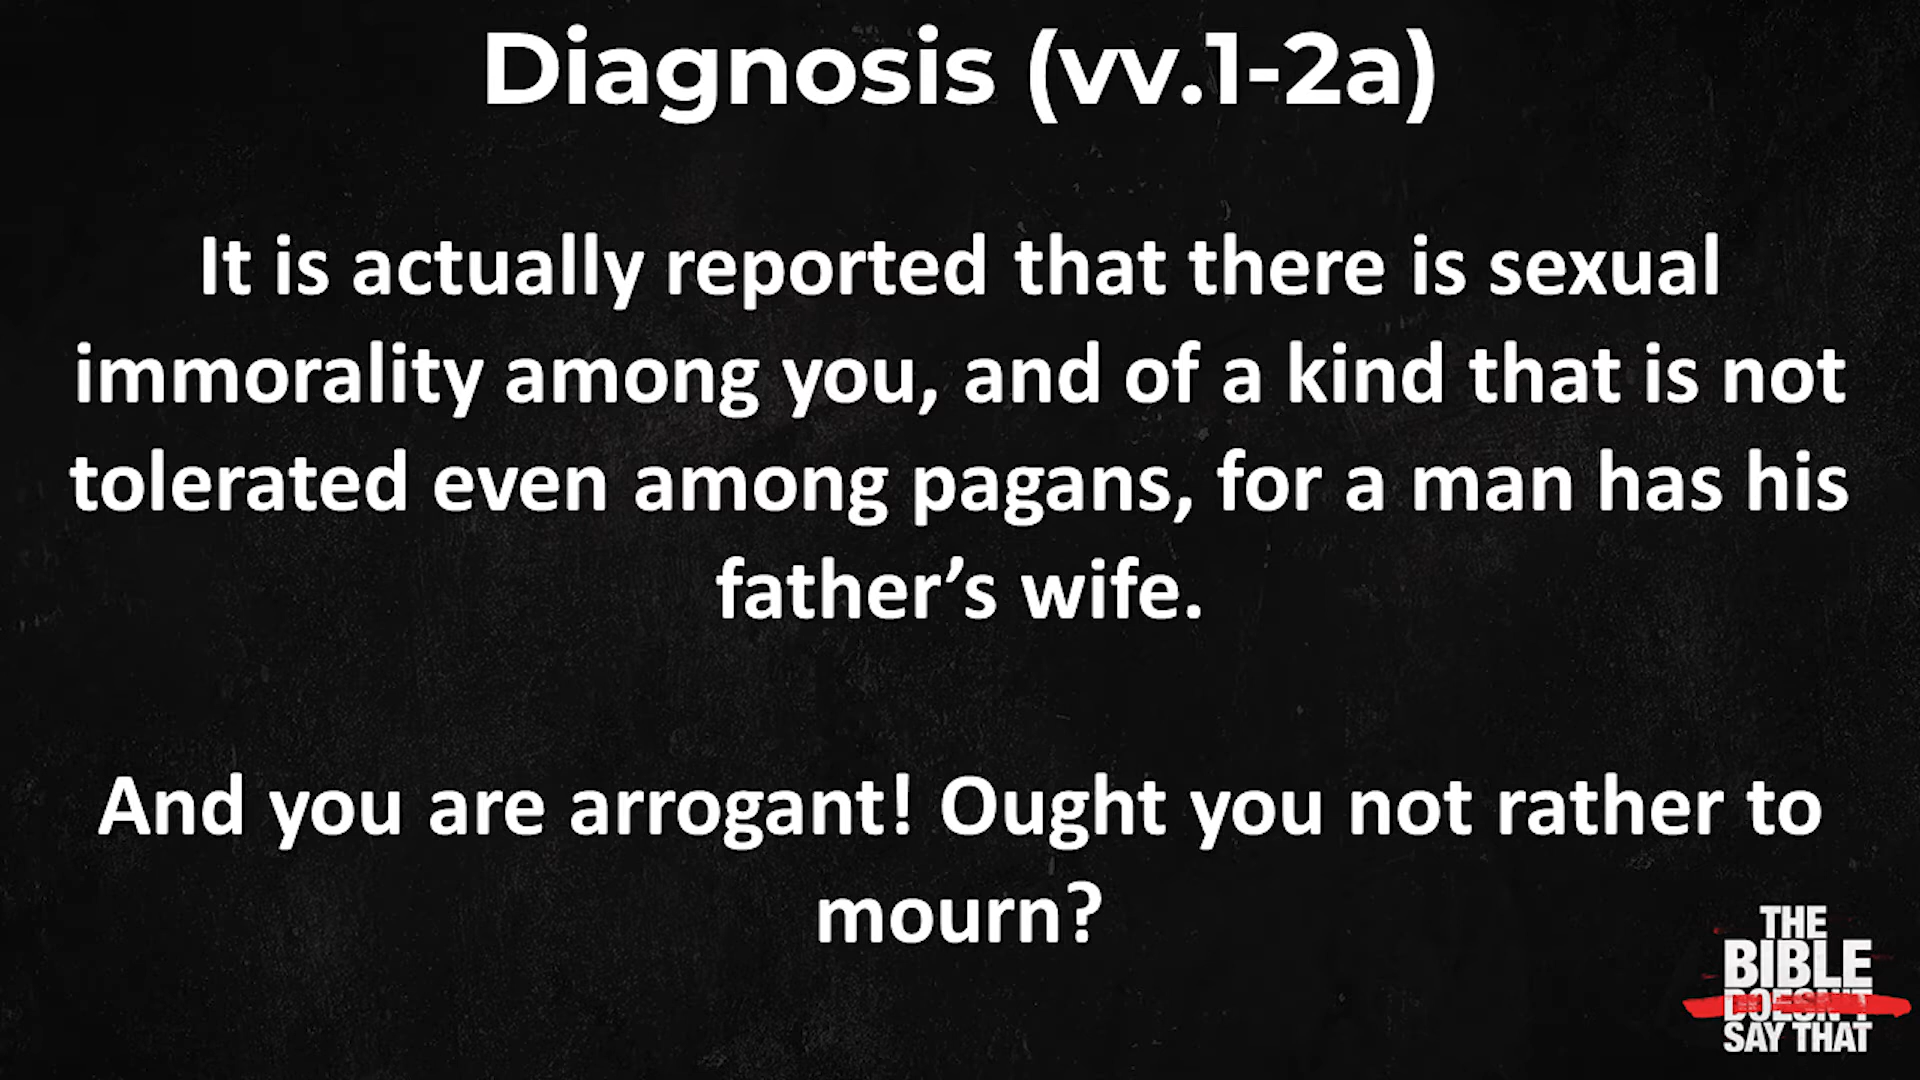 Diagnosis (vv.1-2a)
It is actually reported that there is sexual
immorality among you, and of a kind that is not
tolerated even among pagans, for a man has his
father’s wife.
And you are arrogant! Ought you not rather to
mourn?
THE
BIBLE
DOESN'T
SAY THAT